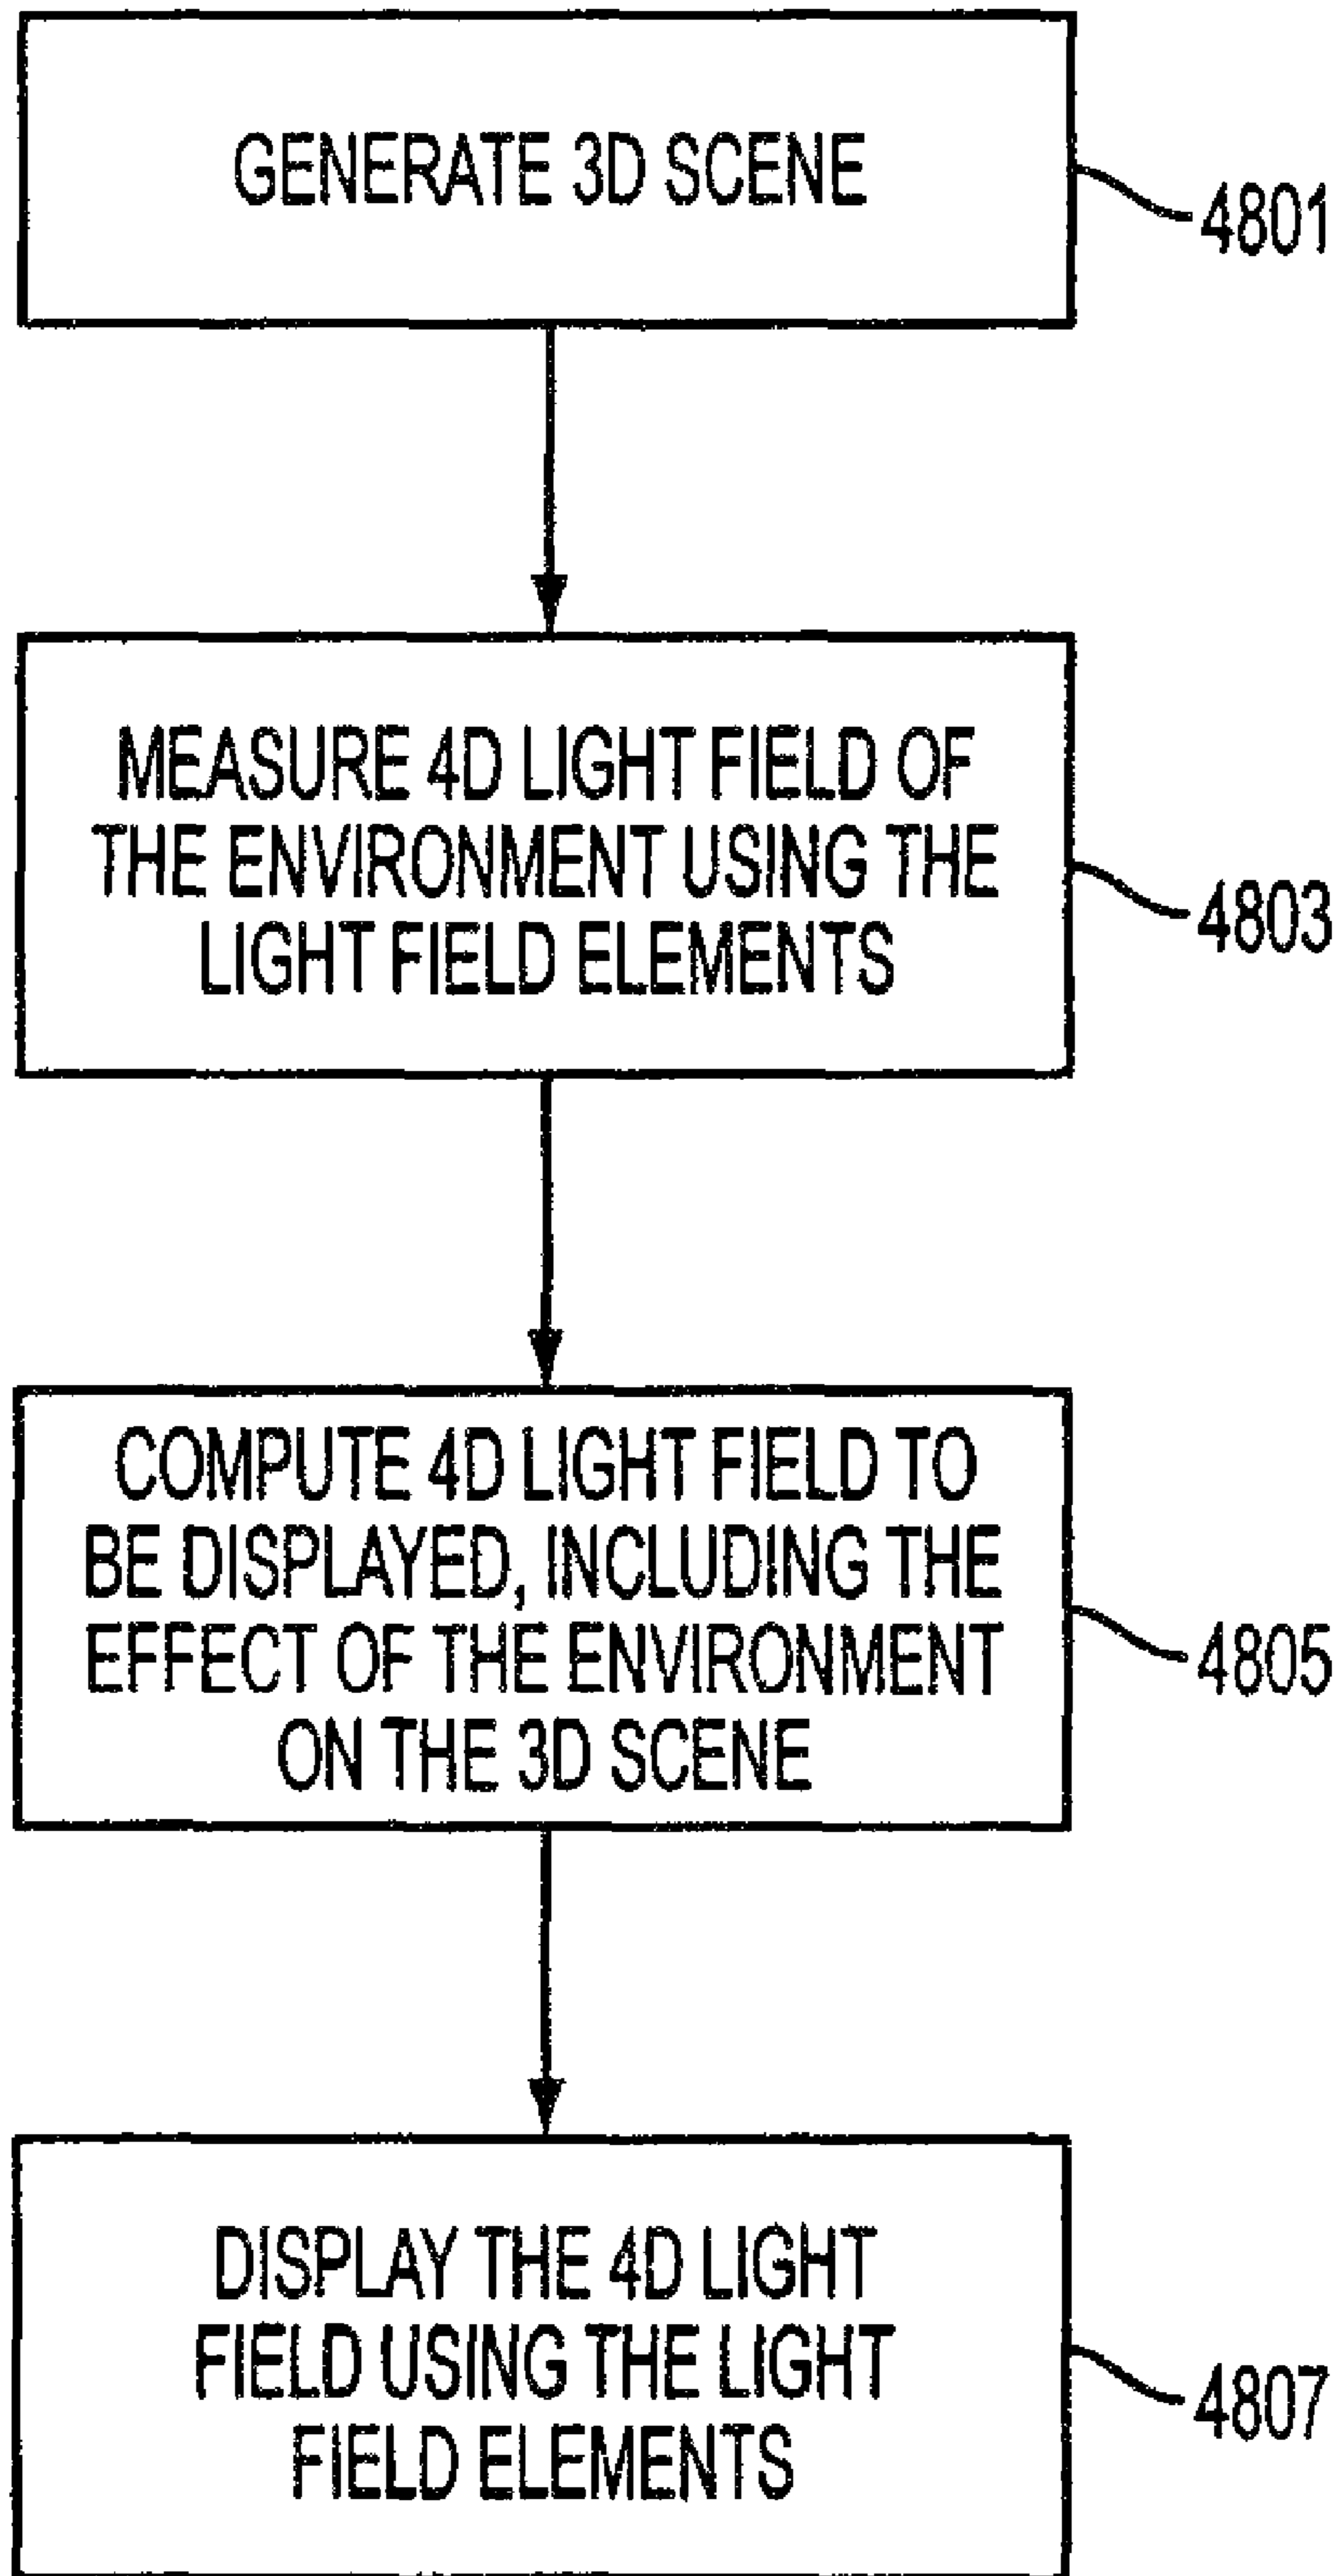 GENERATE 3D SCENE
4801
MEASURE 4D LIGHT FIELD OF
THE ENVIRONMENT USING THE
LIGHT FIELD ELEMENTS
4803
COMPUTE 4D LIGHT FIELD TO
BE DISPLAYED, INCLUDING THE
EFFECT OF THE ENVIRONMENT
ON THE 3D SCENE
4805
DISPLAY THE 4D LIGHT
FIELD USING THE LIGHT
FIELD ELEMENTS
4807